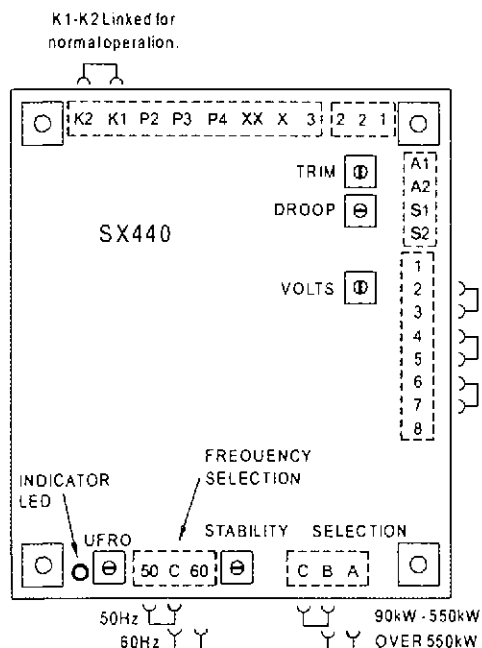 K1-K2 Linked for
normal operation.
K2 K1 P2 P3 P4 XX X 3 2 2 1
TRIM
A1
A2
DROOP
S1
S2
SX440
1
VOLTS
2
3
4
5
6
7
8
FREQUENCY
SELECTION
INDICATOR
LED
UFRO
STABILITY SELECTION
50 C 60
C B A
50Hz
90kW - 550kW
60Hz
OVER 550kW